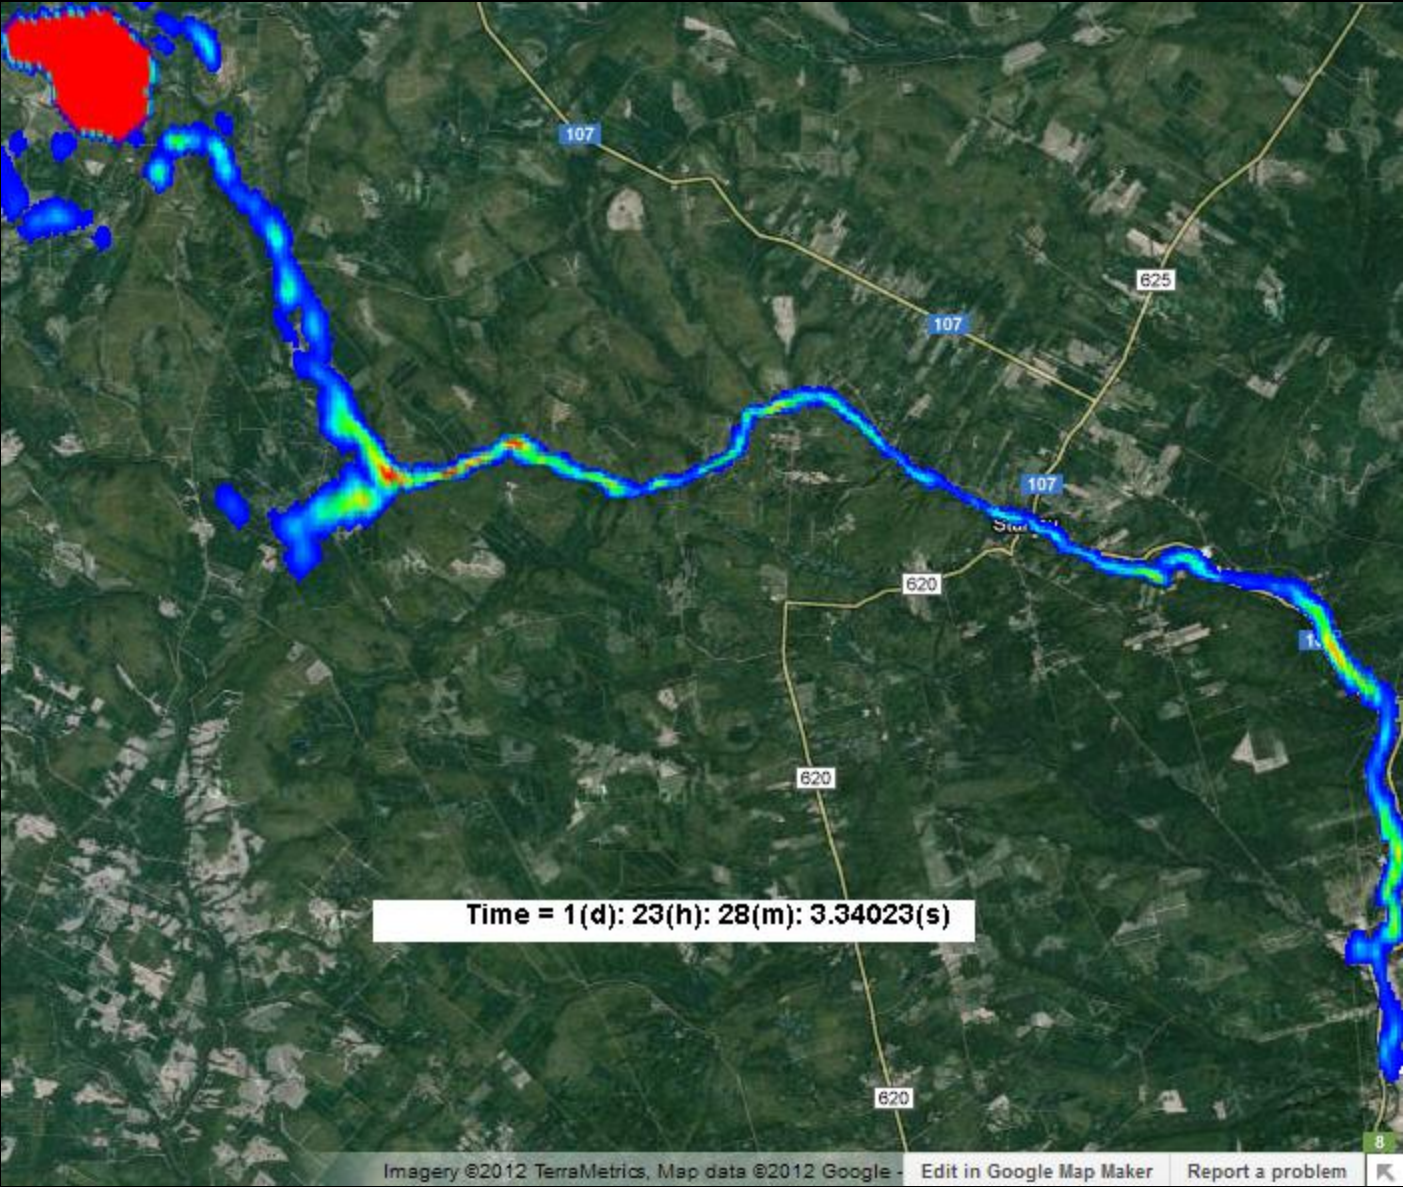 107
625
107
107
620
620
Time = 1(d): 23(h): 28(m): 3.34023(s)
620
8
Imagery ©2012 TerraMetrics, Map data ©2012 Google -
Edit in Google Map Maker
Report a problem